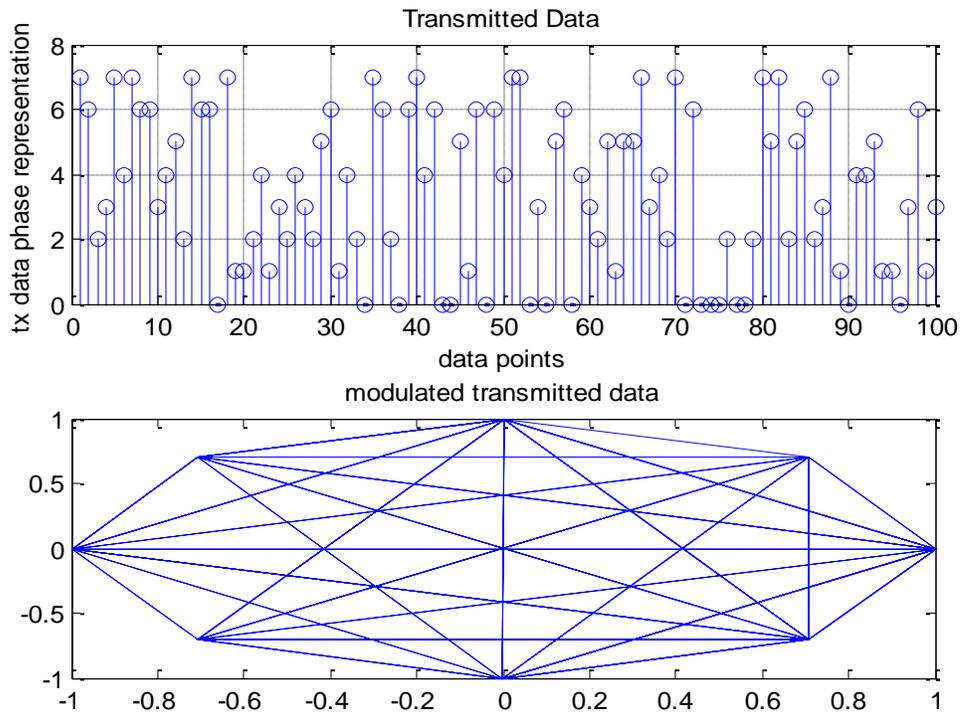 Transmitted Data
tx data phase representation
8
6
4
2
0
0 10 20 30 40 50 60 70 80 90 100
data points
modulated transmitted data
1
0.5
0
-0.5
-1
-1 -0.8 -0.6 -0.4 -0.2 0 0.2 0.4 0.6 0.8 1